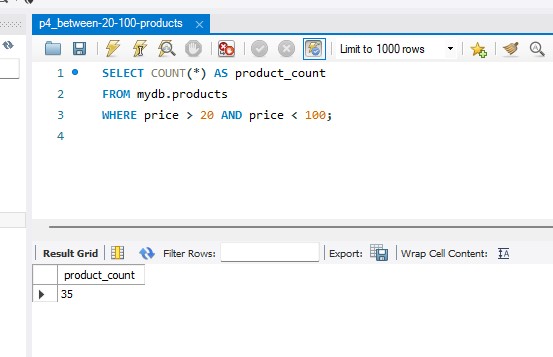 p4_between-20-100-products
Limit to 1000 rows
1 SELECT COUNT(*) AS product_count
2 FROM mydb.products
3 WHERE price > 20 AND price < 100;
4
Result Grid Filter Rows: Export: Wrap Cell Content:
product_count
35